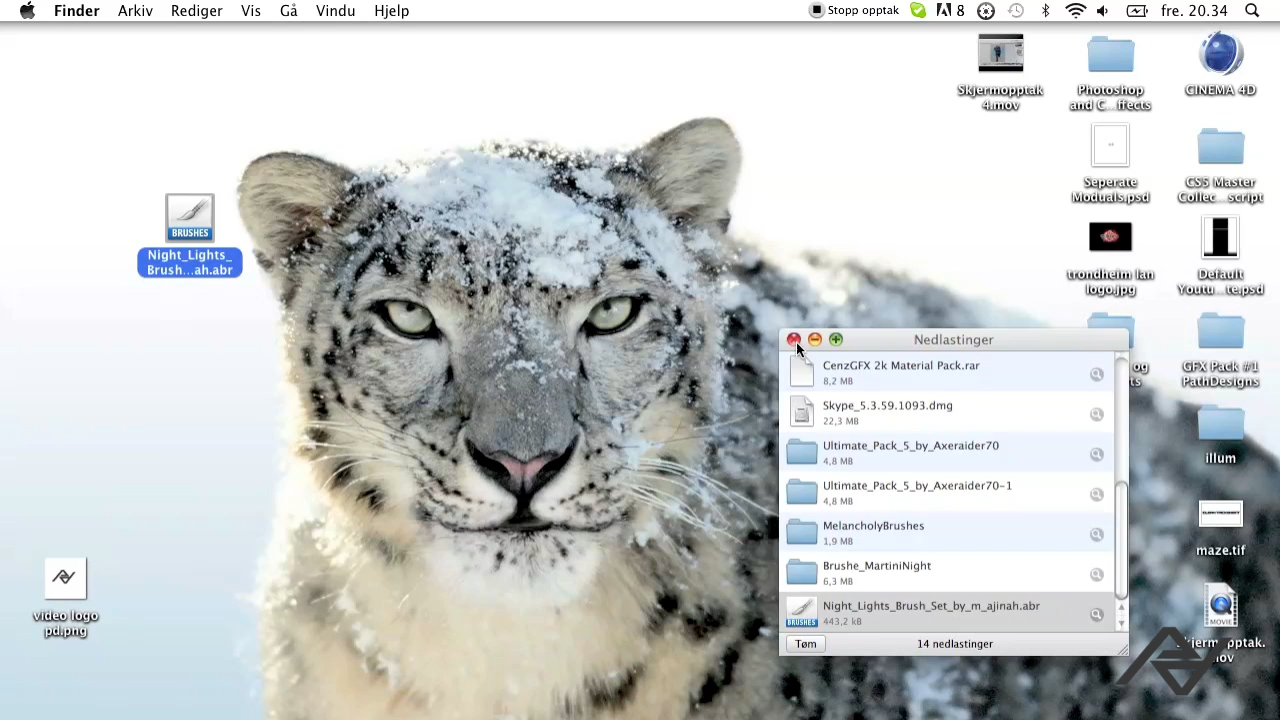 Finder Arkiv Rediger Vis Gå Vindu Hjelp
Stopp opptak
8
fre. 20.34
Skjermopptak
4.mov
Photoshop
and C...ffects
CINEMA 4D
Seperate
Moduals.psd
CS5 Master
Collec...script
BRUSHES
Night_Lights_
Brush...ah.abr
trondheim lan
logo.jpg
Default
Youtu...te.psd
og
GFX Pack #1
PathDesigns
illum
maze.tif
MOVIE
video logo
pd.png
Nedlastinger
CenzGFX 2k Material Pack.rar
8,2 MB
Skype_5.3.59.1093.dmg
22,3 MB
Ultimate_Pack_5_by_Axeraider70
4,8 MB
Ultimate_Pack_5_by_Axeraider70-1
4,8 MB
MelancholyBrushes
1,9 MB
Brushe_MartiniNight
6,3 MB
BRUSHES
Night_Lights_Brush_Set_by_m_ajinah.abr
443,2 kB
Tøm
14 nedlastinger